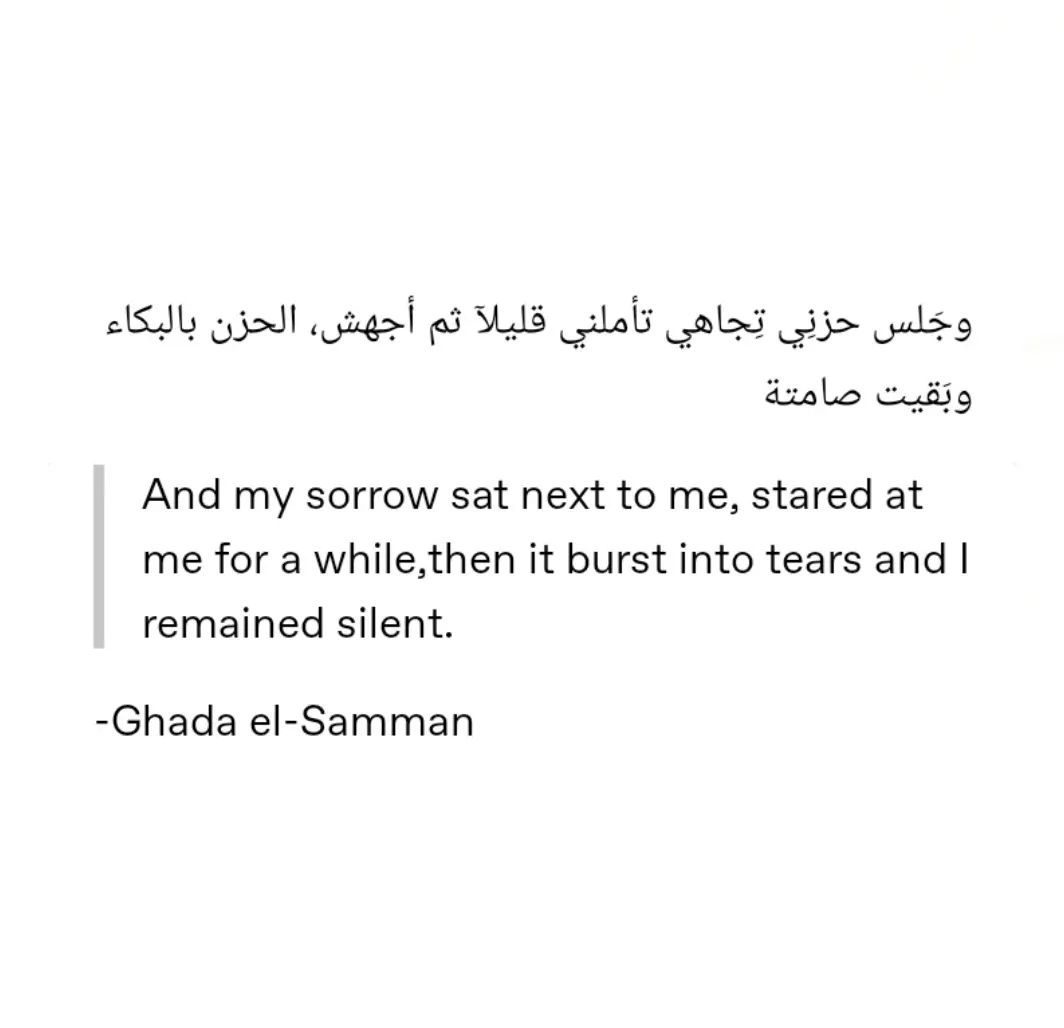 وجَلس حزنِي تِجاهي تأملني قليلآ ثم أجهش، الحزن بالبكاء
وبَقيت صامتة
And my sorrow sat next to me, stared at
me for a while,then it burst into tears and I
remained silent.
-Ghada el-Samman